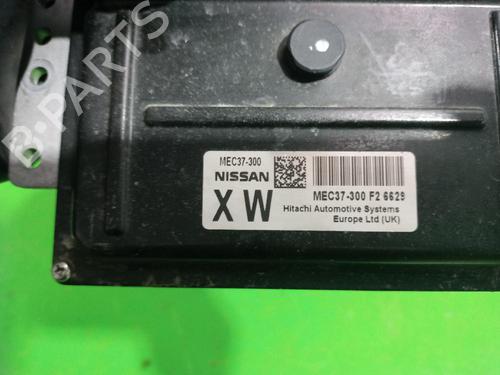 B-PARTS
MEC37-300
NISSAN
X W
MEC37-300 F2 6629
Hitachi Automotive Systems
Europe Ltd (UK)